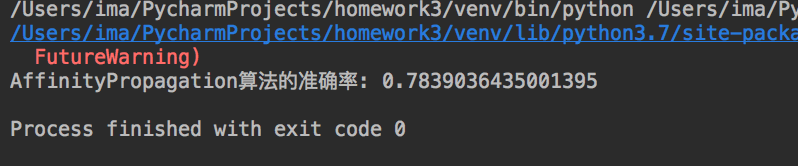 /Users/ima/PycharmProjects/homework3/venv/bin/python /Users/ima/Py
/Users/ima/PycharmProjects/homework3/venv/lib/python3.7/site-packa
FutureWarning)
AffinityPropagation算法的准确率: 0.7839036435001395
Process finished with exit code 0